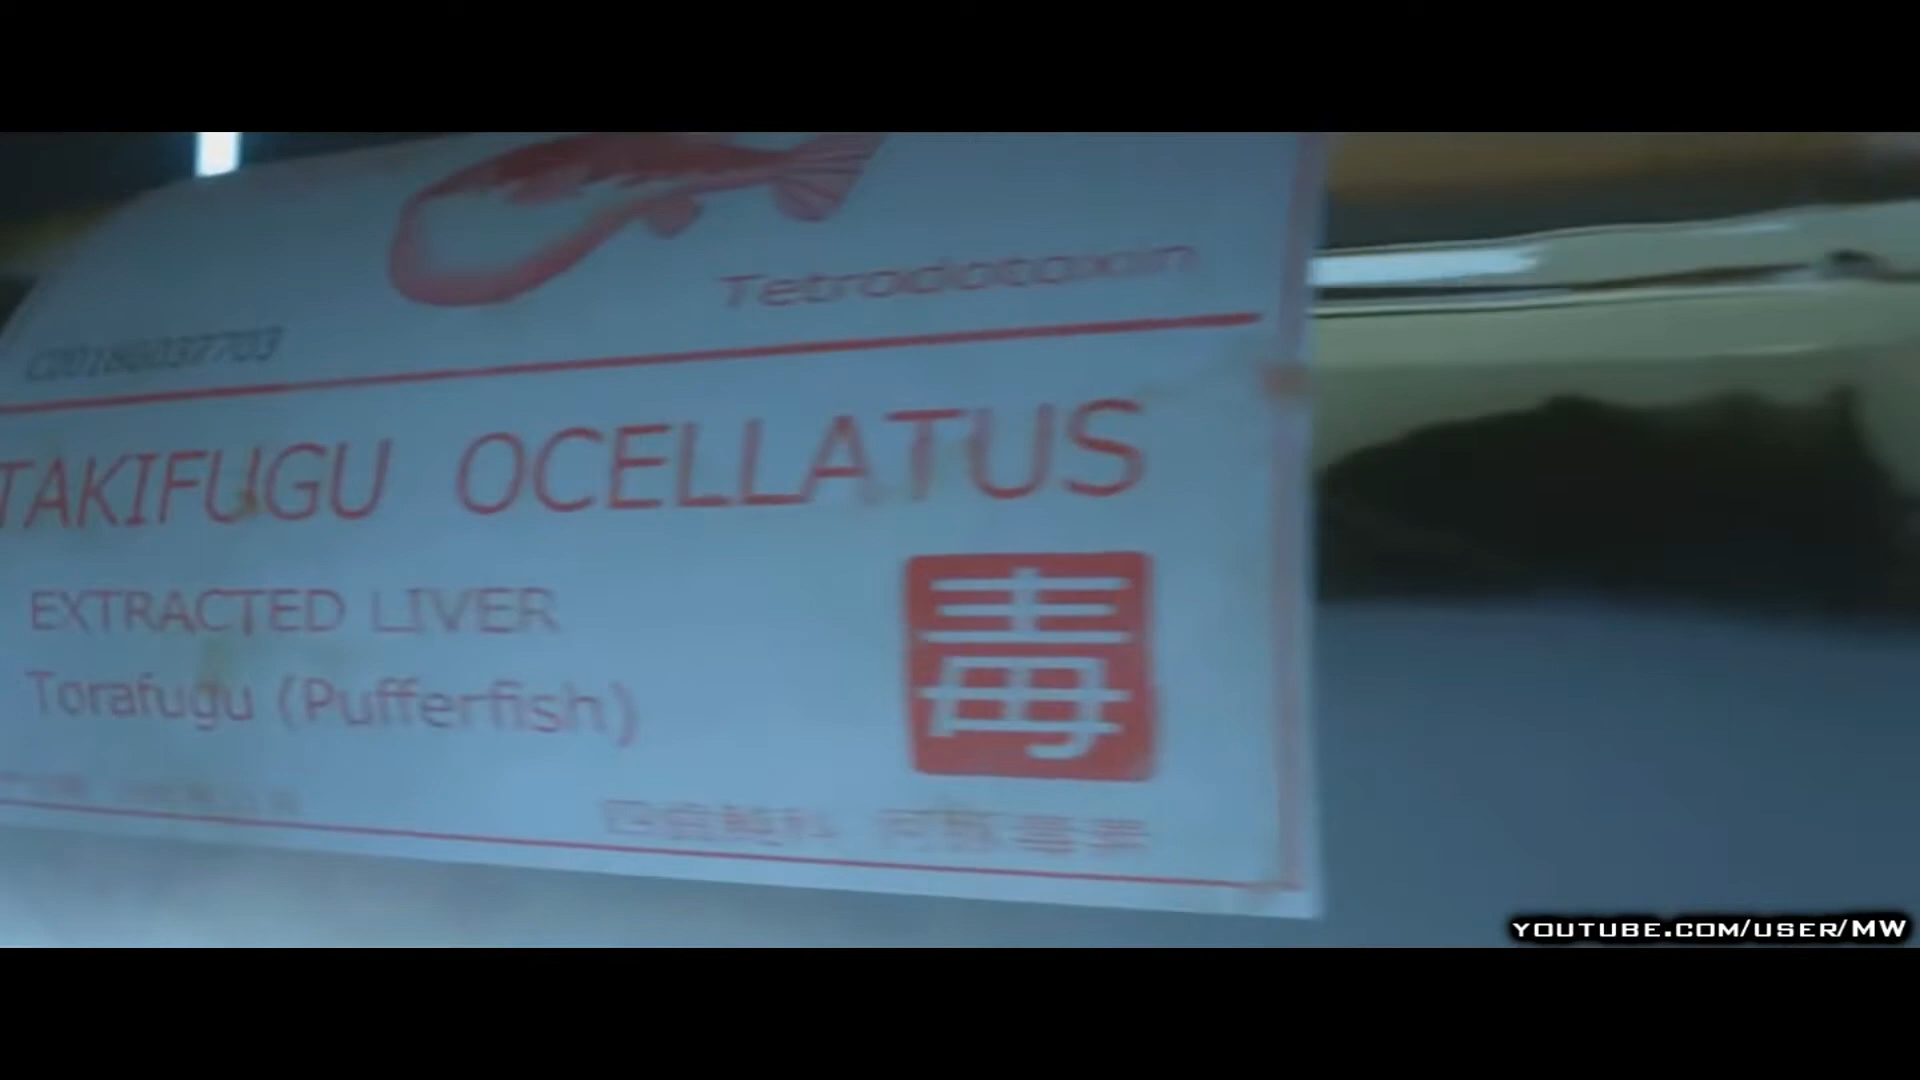 Tetrodotoxin
TAKIFUGU OCELLATUS
EXTRACTED LIVER
Torafugu (Pufferfish)
毒
YOUTUBE.COM/USER/MW